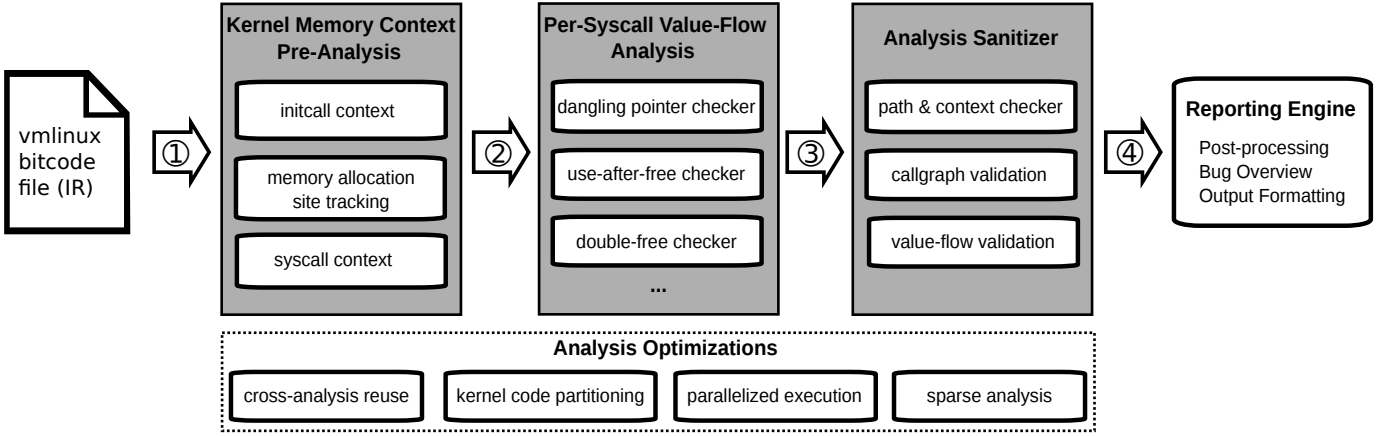 vmlinux
bitcode
file (IR)
①
Kernel Memory Context
Pre-Analysis
initcall context
memory allocation
site tracking
syscall context
②
Per-Syscall Value-Flow
Analysis
dangling pointer checker
use-after-free checker
double-free checker
...
③
Analysis Sanitizer
path & context checker
callgraph validation
value-flow validation
④
Reporting Engine
Post-processing
Bug Overview
Output Formatting
Analysis Optimizations
cross-analysis reuse
kernel code partitioning
parallelized execution
sparse analysis